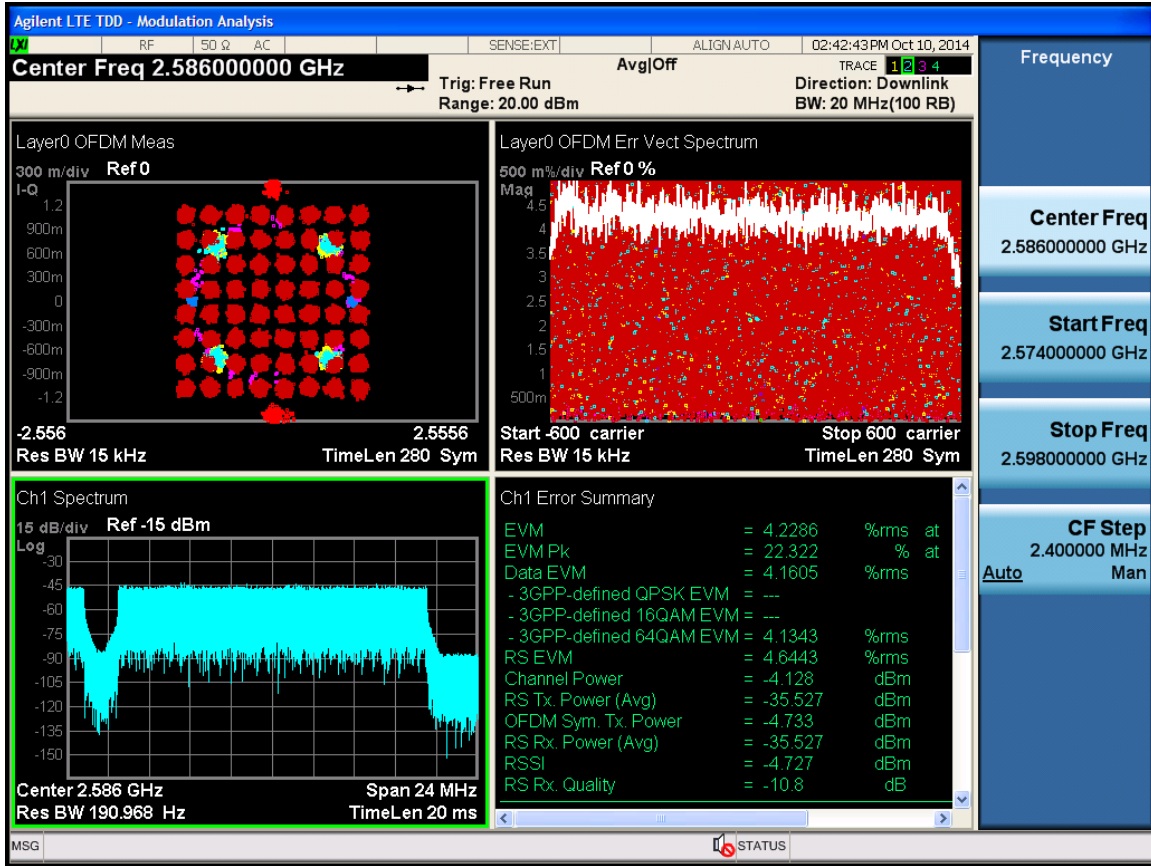 Agilent LTE TDD - Modulation Analysis
LXI RF 50 Ω AC SENSE:EXT ALIGN AUTO 02:42:43 PM Oct 10, 2014
Center Freq 2.586000000 GHz
Avg|Off
TRACE 1 2 3 4
Trig: Free Run
Direction: Downlink
Range: 20.00 dBm
BW: 20 MHz(100 RB)
Layer0 OFDM Meas
300 m/div Ref 0
I-Q
1.2
900m
600m
300m
0
-300m
-600m
-900m
-1.2
-2.556 2.5556
Res BW 15 kHz TimeLen 280 Sym
Layer0 OFDM Err Vect Spectrum
500 m%/div Ref 0 %
Mag
4.5
4
3.5
3
2.5
2
1.5
1
500m
Start -600 carrier Stop 600 carrier
Res BW 15 kHz TimeLen 280 Sym
Ch1 Spectrum
15 dB/div Ref -15 dBm
Log
-30
-45
-60
-75
-90
-105
-120
-135
-150
Center 2.586 GHz Span 24 MHz
Res BW 190.968 Hz TimeLen 20 ms
Ch1 Error Summary
EVM = 4.2286 %rms at
EVM Pk = 22.322 % at
Data EVM = 4.1605 %rms
- 3GPP-defined QPSK EVM = ---
- 3GPP-defined 16QAM EVM = ---
- 3GPP-defined 64QAM EVM = 4.1343 %rms
RS EVM = 4.6443 %rms
Channel Power = -4.128 dBm
RS Tx. Power (Avg) = -35.527 dBm
OFDM Sym. Tx. Power = -4.733 dBm
RS Rx. Power (Avg) = -35.527 dBm
RSSI = -4.727 dBm
RS Rx. Quality = -10.8 dB
Frequency
Center Freq
2.586000000 GHz
Start Freq
2.574000000 GHz
Stop Freq
2.598000000 GHz
CF Step
2.400000 MHz
Auto Man
MSG STATUS